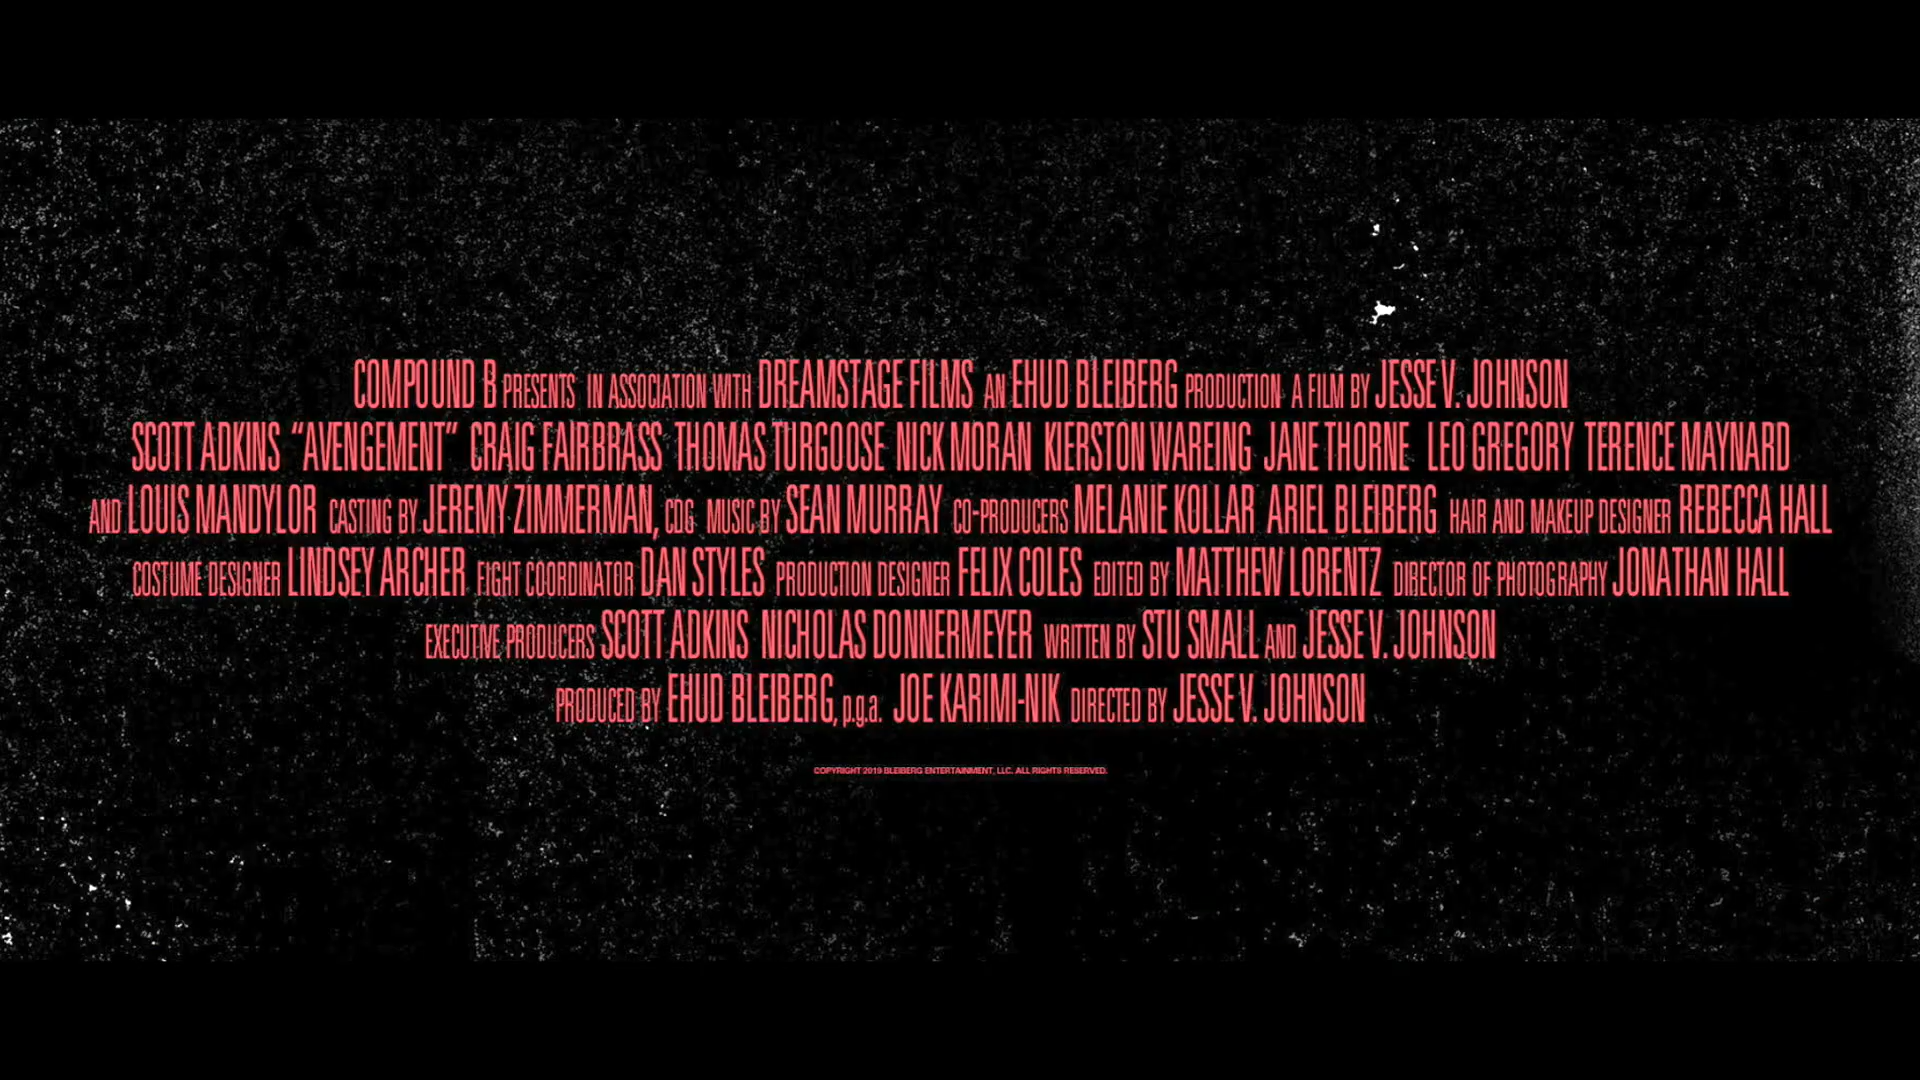 COMPOUND B PRESENTS IN ASSOCIATION WITH DREAMSTAGE FILMS AN EHUD BLEIBERG PRODUCTION A FILM BY JESSE V. JOHNSON
SCOTT ADKINS “AVENGEMENT” CRAIG FAIRBRASS THOMAS TURGOOSE NICK MORAN KIERSTON WAREING JANE THORNE LEO GREGORY TERENCE MAYNARD
AND LOUIS MANDYLOR CASTING BY JEREMY ZIMMERMAN, CDG MUSIC BY SEAN MURRAY CO-PRODUCERS MELANIE KOLLAR ARIEL BLEIBERG HAIR AND MAKEUP DESIGNER REBECCA HALL
COSTUME DESIGNER LINDSEY ARCHER FIGHT COORDINATOR DAN STYLES PRODUCTION DESIGNER FELIX COLES EDITED BY MATTHEW LORENTZ DIRECTOR OF PHOTOGRAPHY JONATHAN HALL
EXECUTIVE PRODUCERS SCOTT ADKINS NICHOLAS DONNERMEYER WRITTEN BY STU SMALL AND JESSE V. JOHNSON
PRODUCED BY EHUD BLEIBERG, p.g.a. JOE KARIMI-NIK DIRECTED BY JESSE V. JOHNSON
COPYRIGHT 2019 BLEIBERG ENTERTAINMENT, LLC. ALL RIGHTS RESERVED.